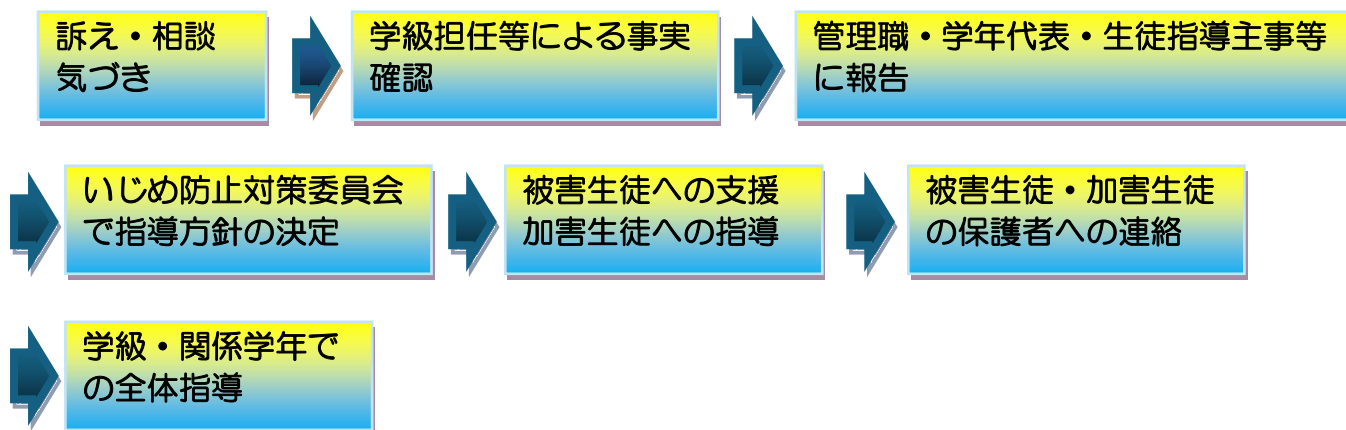 訴え・相談
気づき
学級担任等による事実
確認
管理職・学年代表・生徒指導主事等
に報告
いじめ防止対策委員会
で指導方針の決定
被害生徒への支援
加害生徒への指導
被害生徒・加害生徒
の保護者への連絡
学級・関係学年で
の全体指導